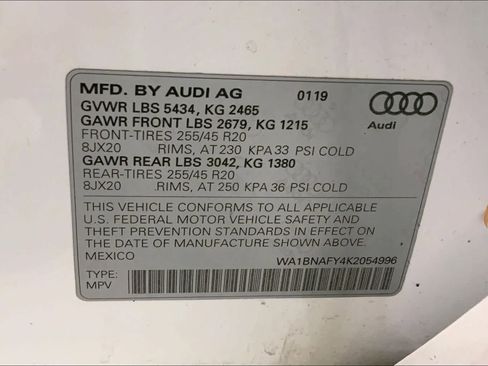 MFD. BY AUDI AG 0119
GVWR LBS 5434, KG 2465
GAWR FRONT LBS 2679, KG 1215
FRONT-TIRES 255/45 R20
8JX20 RIMS, AT 230 KPA 33 PSI COLD
GAWR REAR LBS 3042, KG 1380
REAR-TIRES 255/45 R20
8JX20 RIMS, AT 250 KPA 36 PSI COLD
Audi
THIS VEHICLE CONFORMS TO ALL APPLICABLE
U.S. FEDERAL MOTOR VEHICLE SAFETY AND
THEFT PREVENTION STANDARDS IN EFFECT ON
THE DATE OF MANUFACTURE SHOWN ABOVE.
MEXICO WA1BNAFY4K2054996
TYPE:
MPV